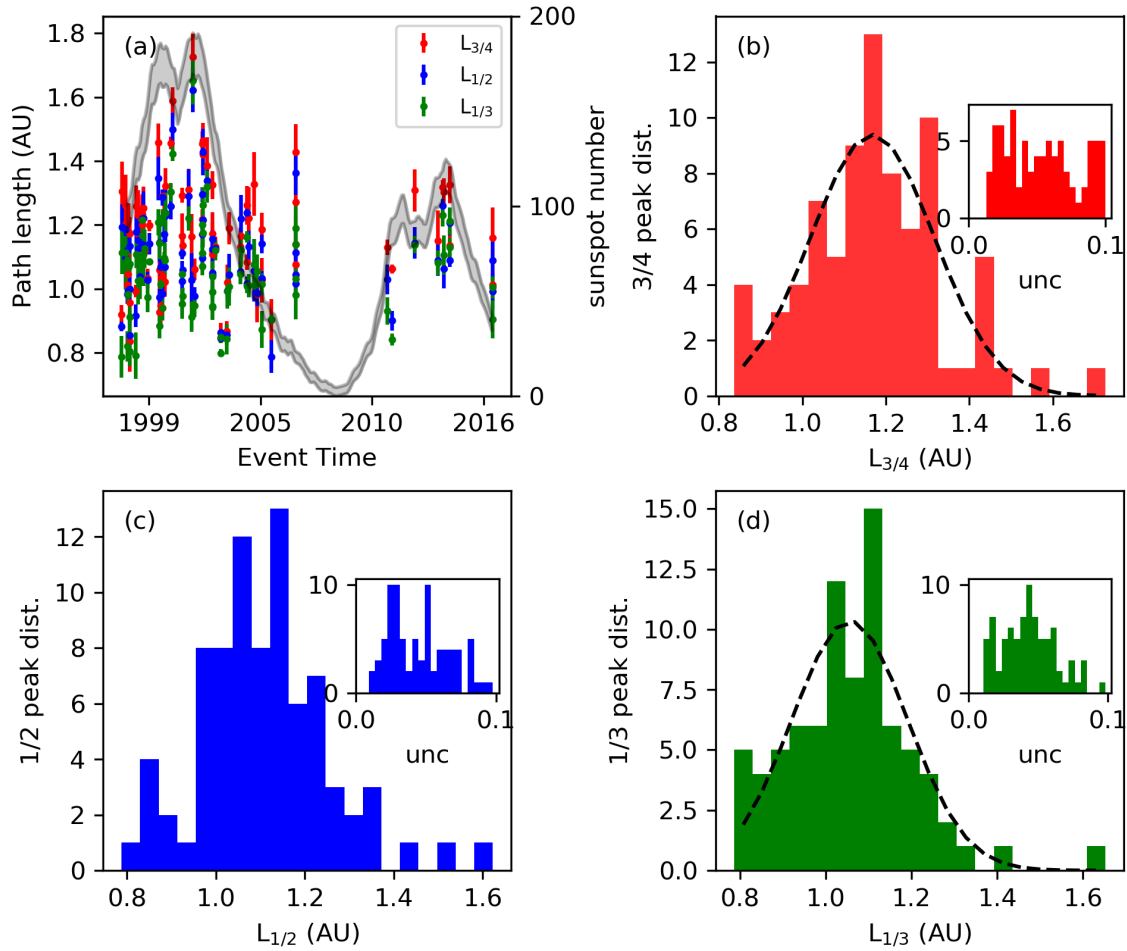 (a)
L3/4
L1/2
L1/3
1.8
1.6
1.4
1.2
1.0
0.8
Path length (AU)
200
100
0
sunspot number
1999 2005 2010 2016
Event Time
(b)
12
10
8
6
4
2
0
3/4 peak dist.
5
0
0.0 0.1
unc
0.8 1.0 1.2 1.4 1.6
L3/4 (AU)
(c)
12
10
8
6
4
2
0
1/2 peak dist.
10
0
0.0 0.1
unc
0.8 1.0 1.2 1.4 1.6
L1/2 (AU)
(d)
15.0
12.5
10.0
7.5
5.0
2.5
0.0
1/3 peak dist.
10
0
0.0 0.1
unc
0.8 1.0 1.2 1.4 1.6
L1/3 (AU)